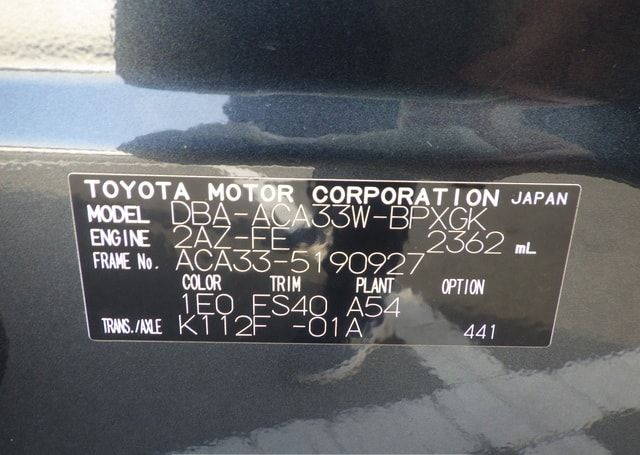 TOYOTA MOTOR CORPORATION JAPAN
MODEL DBA-ACA33W-BPXGK
ENGINE 2AZ-FE 2362 mL
FRAME No. ACA33-5190927
COLOR TRIM PLANT OPTION
1E0 FS40 A54
TRANS./AXLE K112F -01A 441